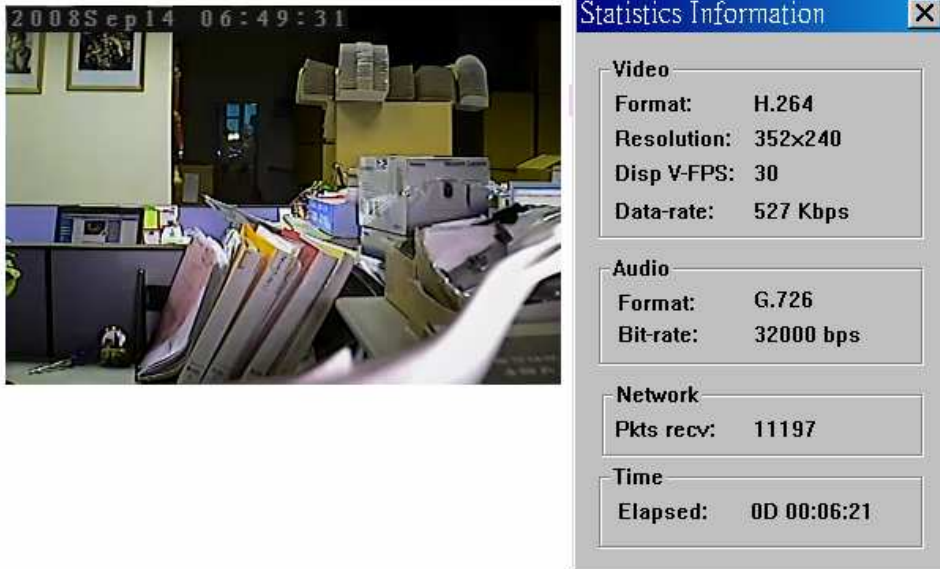 2008Sep14 06:49:31
Statistics Information
Video
Format: H.264
Resolution: 352x240
Disp V-FPS: 30
Data-rate: 527 Kbps
Audio
Format: G.726
Bit-rate: 32000 bps
Network
Pkts recv: 11197
Time
Elapsed: 0D 00:06:21